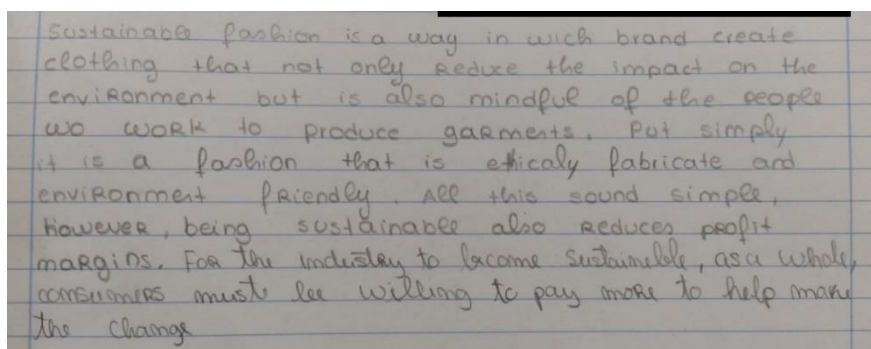 Sustainable fashion is a way in wich brand create
clothing that not only Reduce the impact on the
enviRonment but is also mindful of the people
wo woRk to produce gaRments. Put simply
it is a fashion that is ethicaly fabricate and
enviRonment fRiendly. All this sound simple,
HoweveR, being sustainable also Reduces profit
maRgins. FoR the industRy to become sustainable, as a whole,
consumeRs must be willing to pay moRe to help make
the change